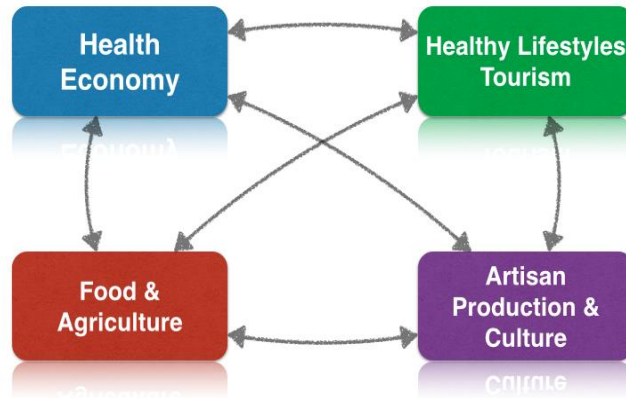 Health
Economy
Healthy Lifestyles
Tourism
Food &
Agriculture
Artisan
Production &
Culture